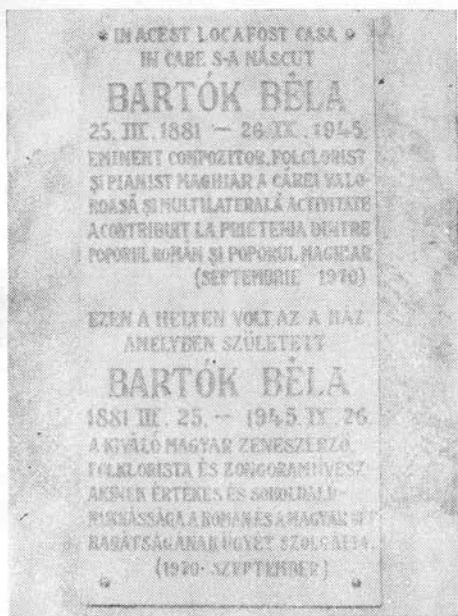 IN ACEST LOC A FOST CASA
IN CARE S-A NĂSCUT
BARTÓK BÉLA
25. III. 1881 — 26. IX. 1945.
EMINENT COMPOZITOR, FOLCLORIST
ȘI PIANIST MAGHIAR A CĂREI VALO-
ROASĂ ȘI MULTILATERALĂ ACTIVITATE
A CONTRIBUIT LA PRIETENIA DINTRE
POPORUL ROMÂN ȘI POPORUL MAGHIAR
(SEPTEMBRIE 1970)
EZEN A HELYEN VOLT AZ A HÁZ
AMELYBEN SZÜLETETT
BARTÓK BÉLA
1881 III. 25. — 1945. IX. 26.
A KIVÁLÓ MAGYAR ZENESZERZŐ,
FOLKLORISTA ÉS ZONGORAMŰVÉSZ
AKINEK ÉRTÉKES ÉS SOKOLDALÚ
MUNKÁSSÁGA A ROMÁN ÉS A MAGYAR NÉP
BARÁTSÁGÁNAK ÜGYÉT SZOLGÁLTA.
(1970 - SZEPTEMBER)